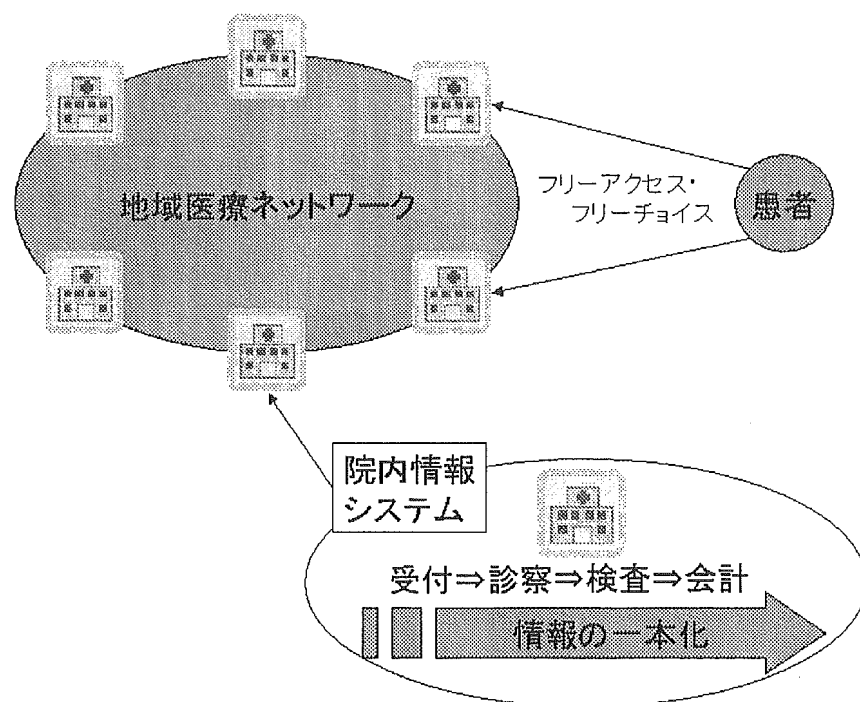 地域医療ネットワーク
フリーアクセス・
フリーチョイス
患者
院内情報
システム
受付⇒診察⇒検査⇒会計
情報の一本化